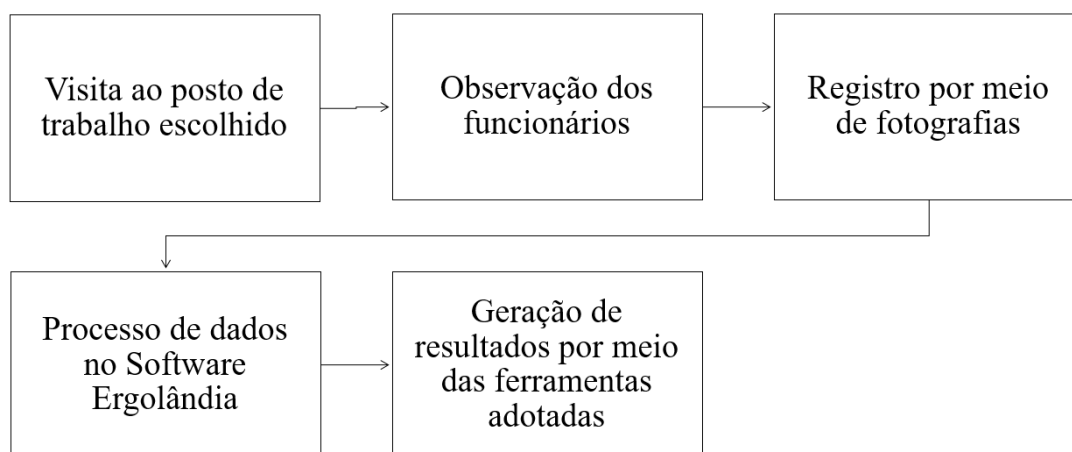 Visita ao posto de
trabalho escolhido
Observação dos
funcionários
Registro por meio
de fotografias
Processo de dados
no Software
Ergolândia
Geração de
resultados por meio
das ferramentas
adotadas